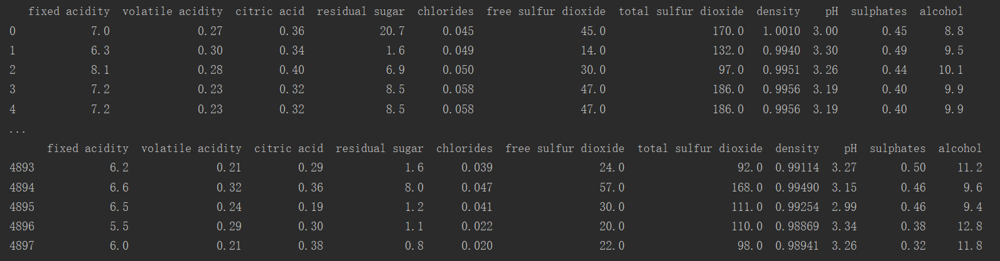 fixed acidity volatile acidity citric acid residual sugar chlorides free sulfur dioxide total sulfur dioxide density pH sulphates alcohol
0 7.0 0.27 0.36 20.7 0.045 45.0 170.0 1.0010 3.00 0.45 8.8
1 6.3 0.30 0.34 1.6 0.049 14.0 132.0 0.9940 3.30 0.49 9.5
2 8.1 0.28 0.40 6.9 0.050 30.0 97.0 0.9951 3.26 0.44 10.1
3 7.2 0.23 0.32 8.5 0.058 47.0 186.0 0.9956 3.19 0.40 9.9
4 7.2 0.23 0.32 8.5 0.058 47.0 186.0 0.9956 3.19 0.40 9.9
...
fixed acidity volatile acidity citric acid residual sugar chlorides free sulfur dioxide total sulfur dioxide density pH sulphates alcohol
4893 6.2 0.21 0.29 1.6 0.039 24.0 92.0 0.99114 3.27 0.50 11.2
4894 6.6 0.32 0.36 8.0 0.047 57.0 168.0 0.99490 3.15 0.46 9.6
4895 6.5 0.24 0.19 1.2 0.041 30.0 111.0 0.99254 2.99 0.46 9.4
4896 5.5 0.29 0.30 1.1 0.022 20.0 110.0 0.98869 3.34 0.38 12.8
4897 6.0 0.21 0.38 0.8 0.020 22.0 98.0 0.98941 3.26 0.32 11.8